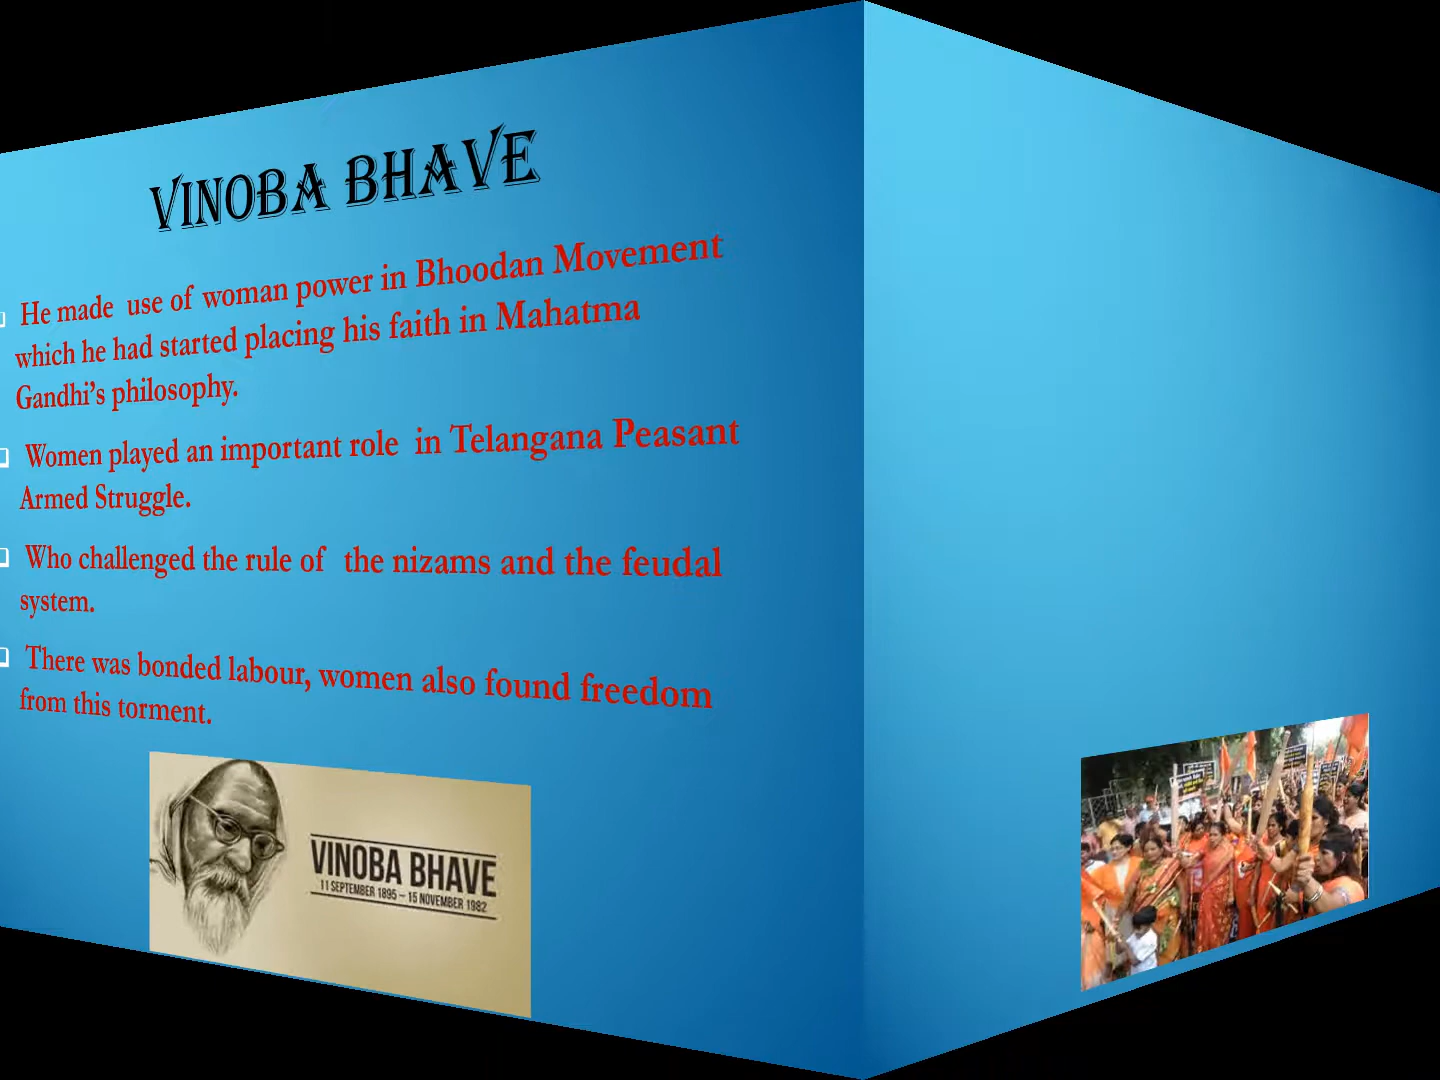 VINOBA BHAVE
He made use of woman power in Bhoodan Movement
which he had started placing his faith in Mahatma
Gandhi's philosophy.
Women played an important role in Telangana Peasant
Armed Struggle.
Who challenged the rule of the nizams and the feudal
system.
There was bonded labour, women also found freedom
from this torment.
VINOBA BHAVE
11 SEPTEMBER 1895 – 15 NOVEMBER 1982